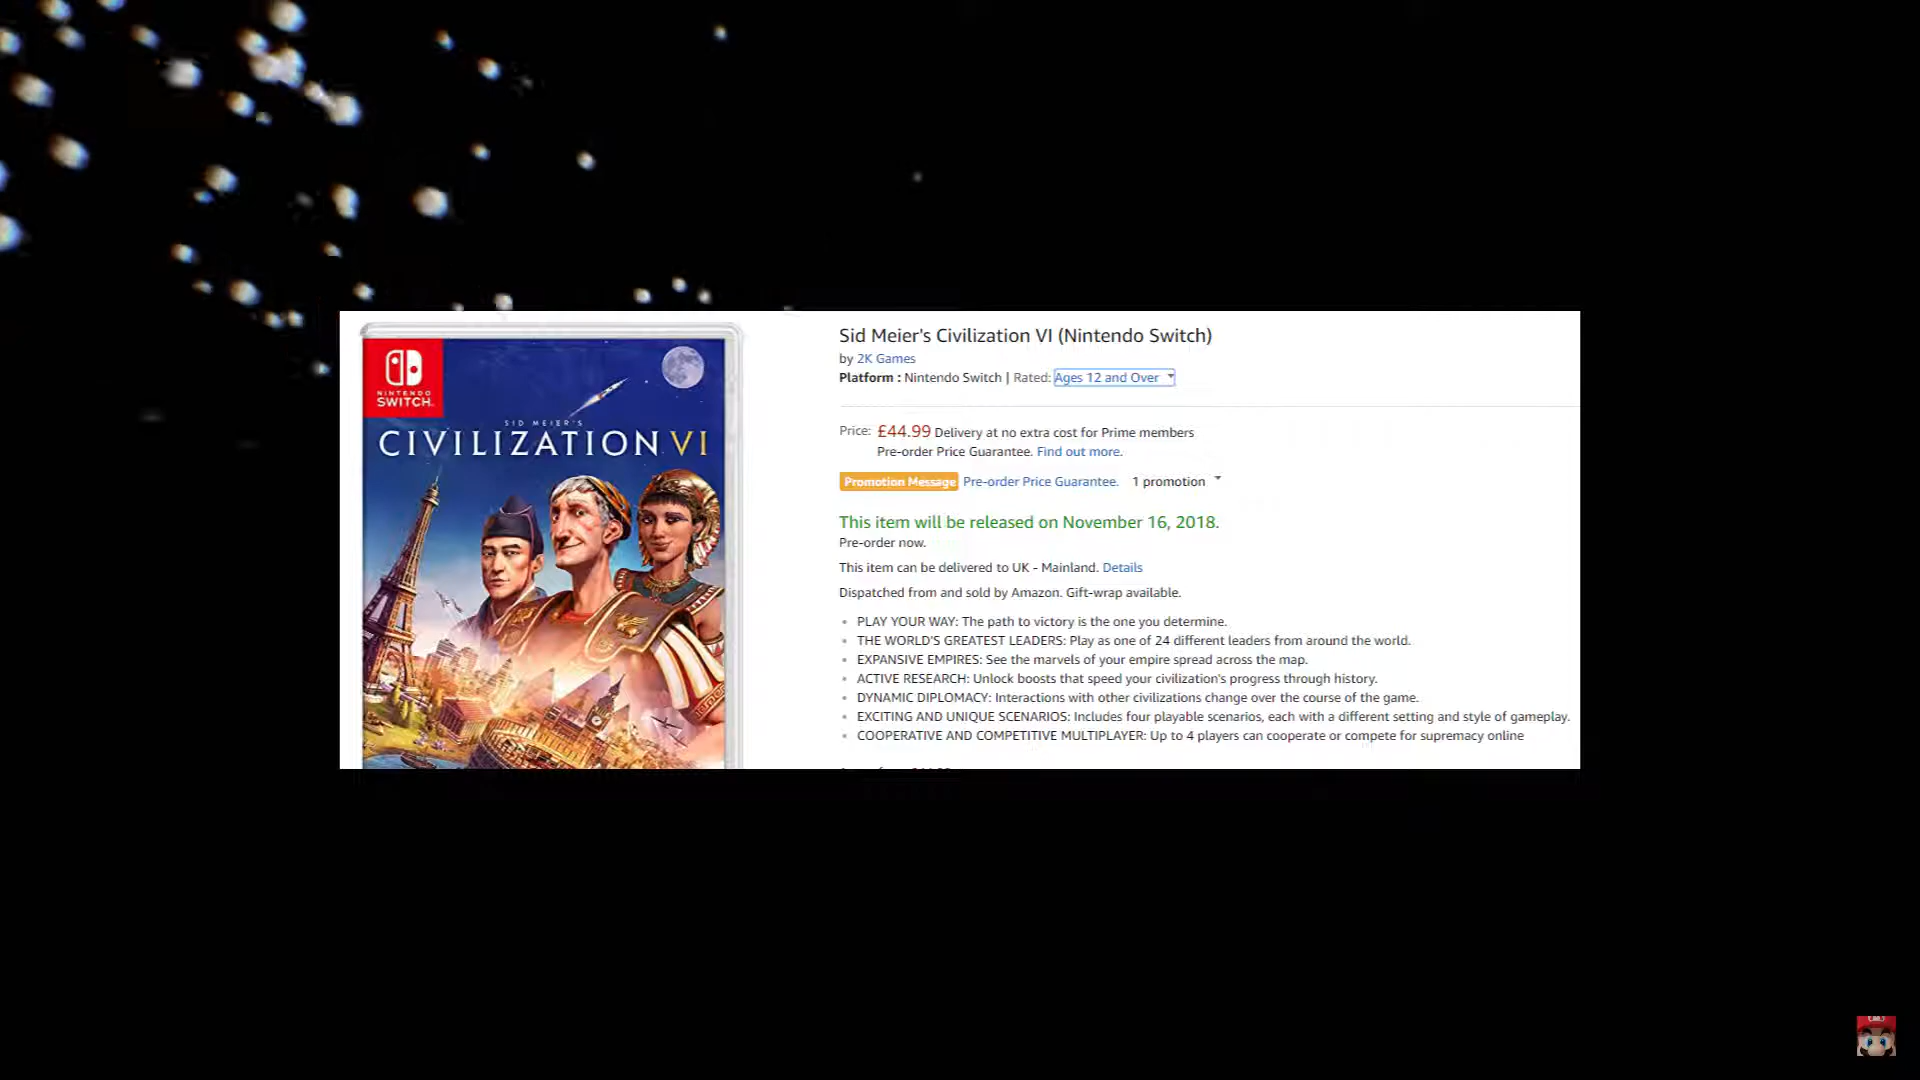 NINTENDO
SWITCH.
SID MEIER'S
CIVILIZATION VI
Sid Meier's Civilization VI (Nintendo Switch)
by 2K Games
Platform : Nintendo Switch | Rated: Ages 12 and Over
Price: £44.99 Delivery at no extra cost for Prime members
Pre-order Price Guarantee. Find out more.
Promotion Message Pre-order Price Guarantee. 1 promotion
This item will be released on November 16, 2018.
Pre-order now.
This item can be delivered to UK - Mainland. Details
Dispatched from and sold by Amazon. Gift-wrap available.
PLAY YOUR WAY: The path to victory is the one you determine.
THE WORLD'S GREATEST LEADERS: Play as one of 24 different leaders from around the world.
EXPANSIVE EMPIRES: See the marvels of your empire spread across the map.
ACTIVE RESEARCH: Unlock boosts that speed your civilization's progress through history.
DYNAMIC DIPLOMACY: Interactions with other civilizations change over the course of the game.
EXCITING AND UNIQUE SCENARIOS: Includes four playable scenarios, each with a different setting and style of gameplay.
COOPERATIVE AND COMPETITIVE MULTIPLAYER: Up to 4 players can cooperate or compete for supremacy online